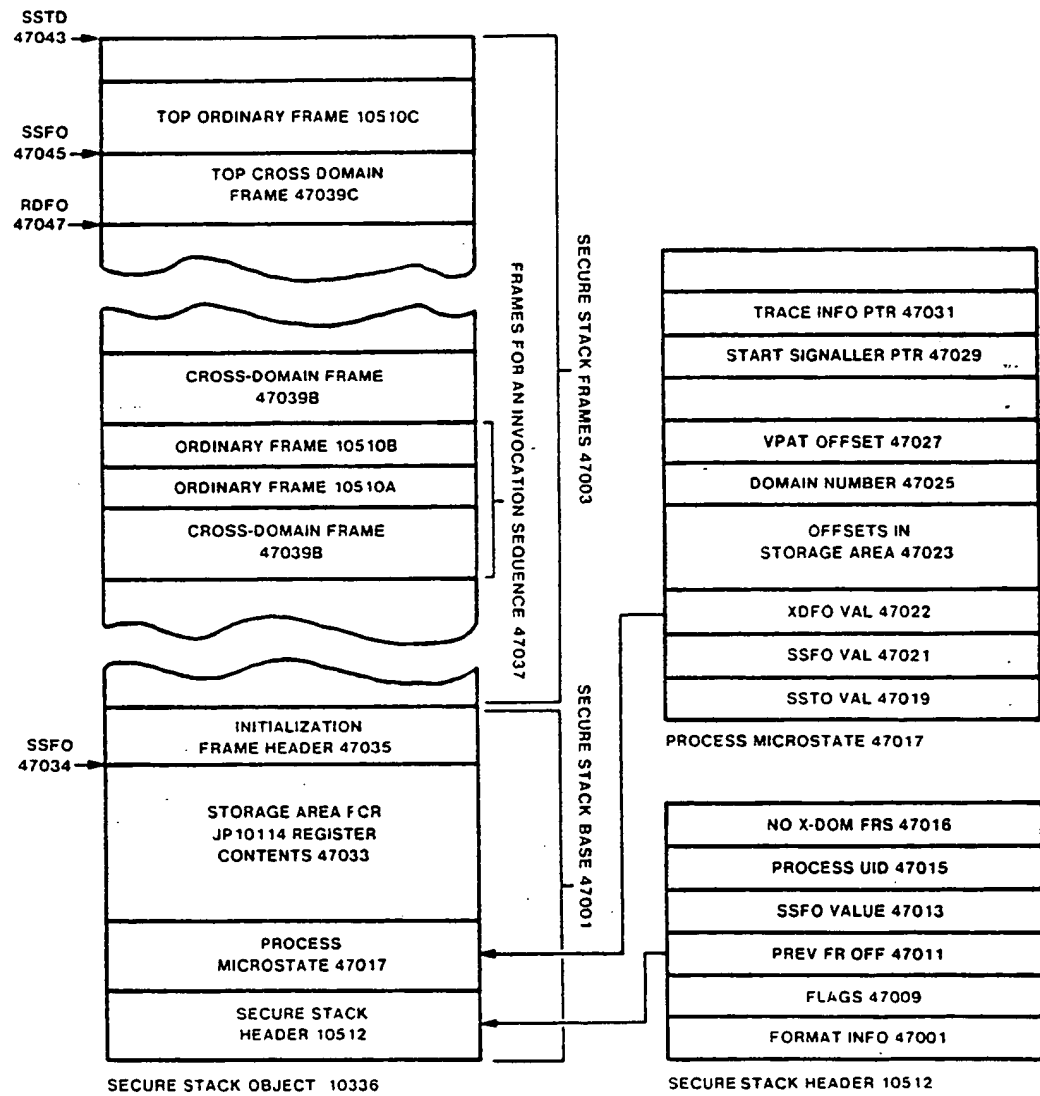 SSTD
47043
TOP ORDINARY FRAME 10510C
SSFO
47045
TOP CROSS DOMAIN
FRAME 47039C
RDFO
47047
CROSS-DOMAIN FRAME
47039B
ORDINARY FRAME 10510B
ORDINARY FRAME 10510A
CROSS-DOMAIN FRAME
47039B
FRAMES FOR AN INVOCATION SEQUENCE 47037
SECURE STACK FRAMES 47003
INITIALIZATION
FRAME HEADER 47035
SSFO
47034
STORAGE AREA FCR
JP10114 REGISTER
CONTENTS 47033
PROCESS
MICROSTATE 47017
SECURE STACK
HEADER 10512
SECURE STACK BASE 47001
SECURE STACK OBJECT 10336
TRACE INFO PTR 47031
START SIGNALLER PTR 47029
VPAT OFFSET 47027
DOMAIN NUMBER 47025
OFFSETS IN
STORAGE AREA 47023
XDFO VAL 47022
SSFO VAL 47021
SSTO VAL 47019
PROCESS MICROSTATE 47017
NO X-DOM FRS 47016
PROCESS UID 47015
SSFO VALUE 47013
PREV FR OFF 47011
FLAGS 47009
FORMAT INFO 47001
SECURE STACK HEADER 10512